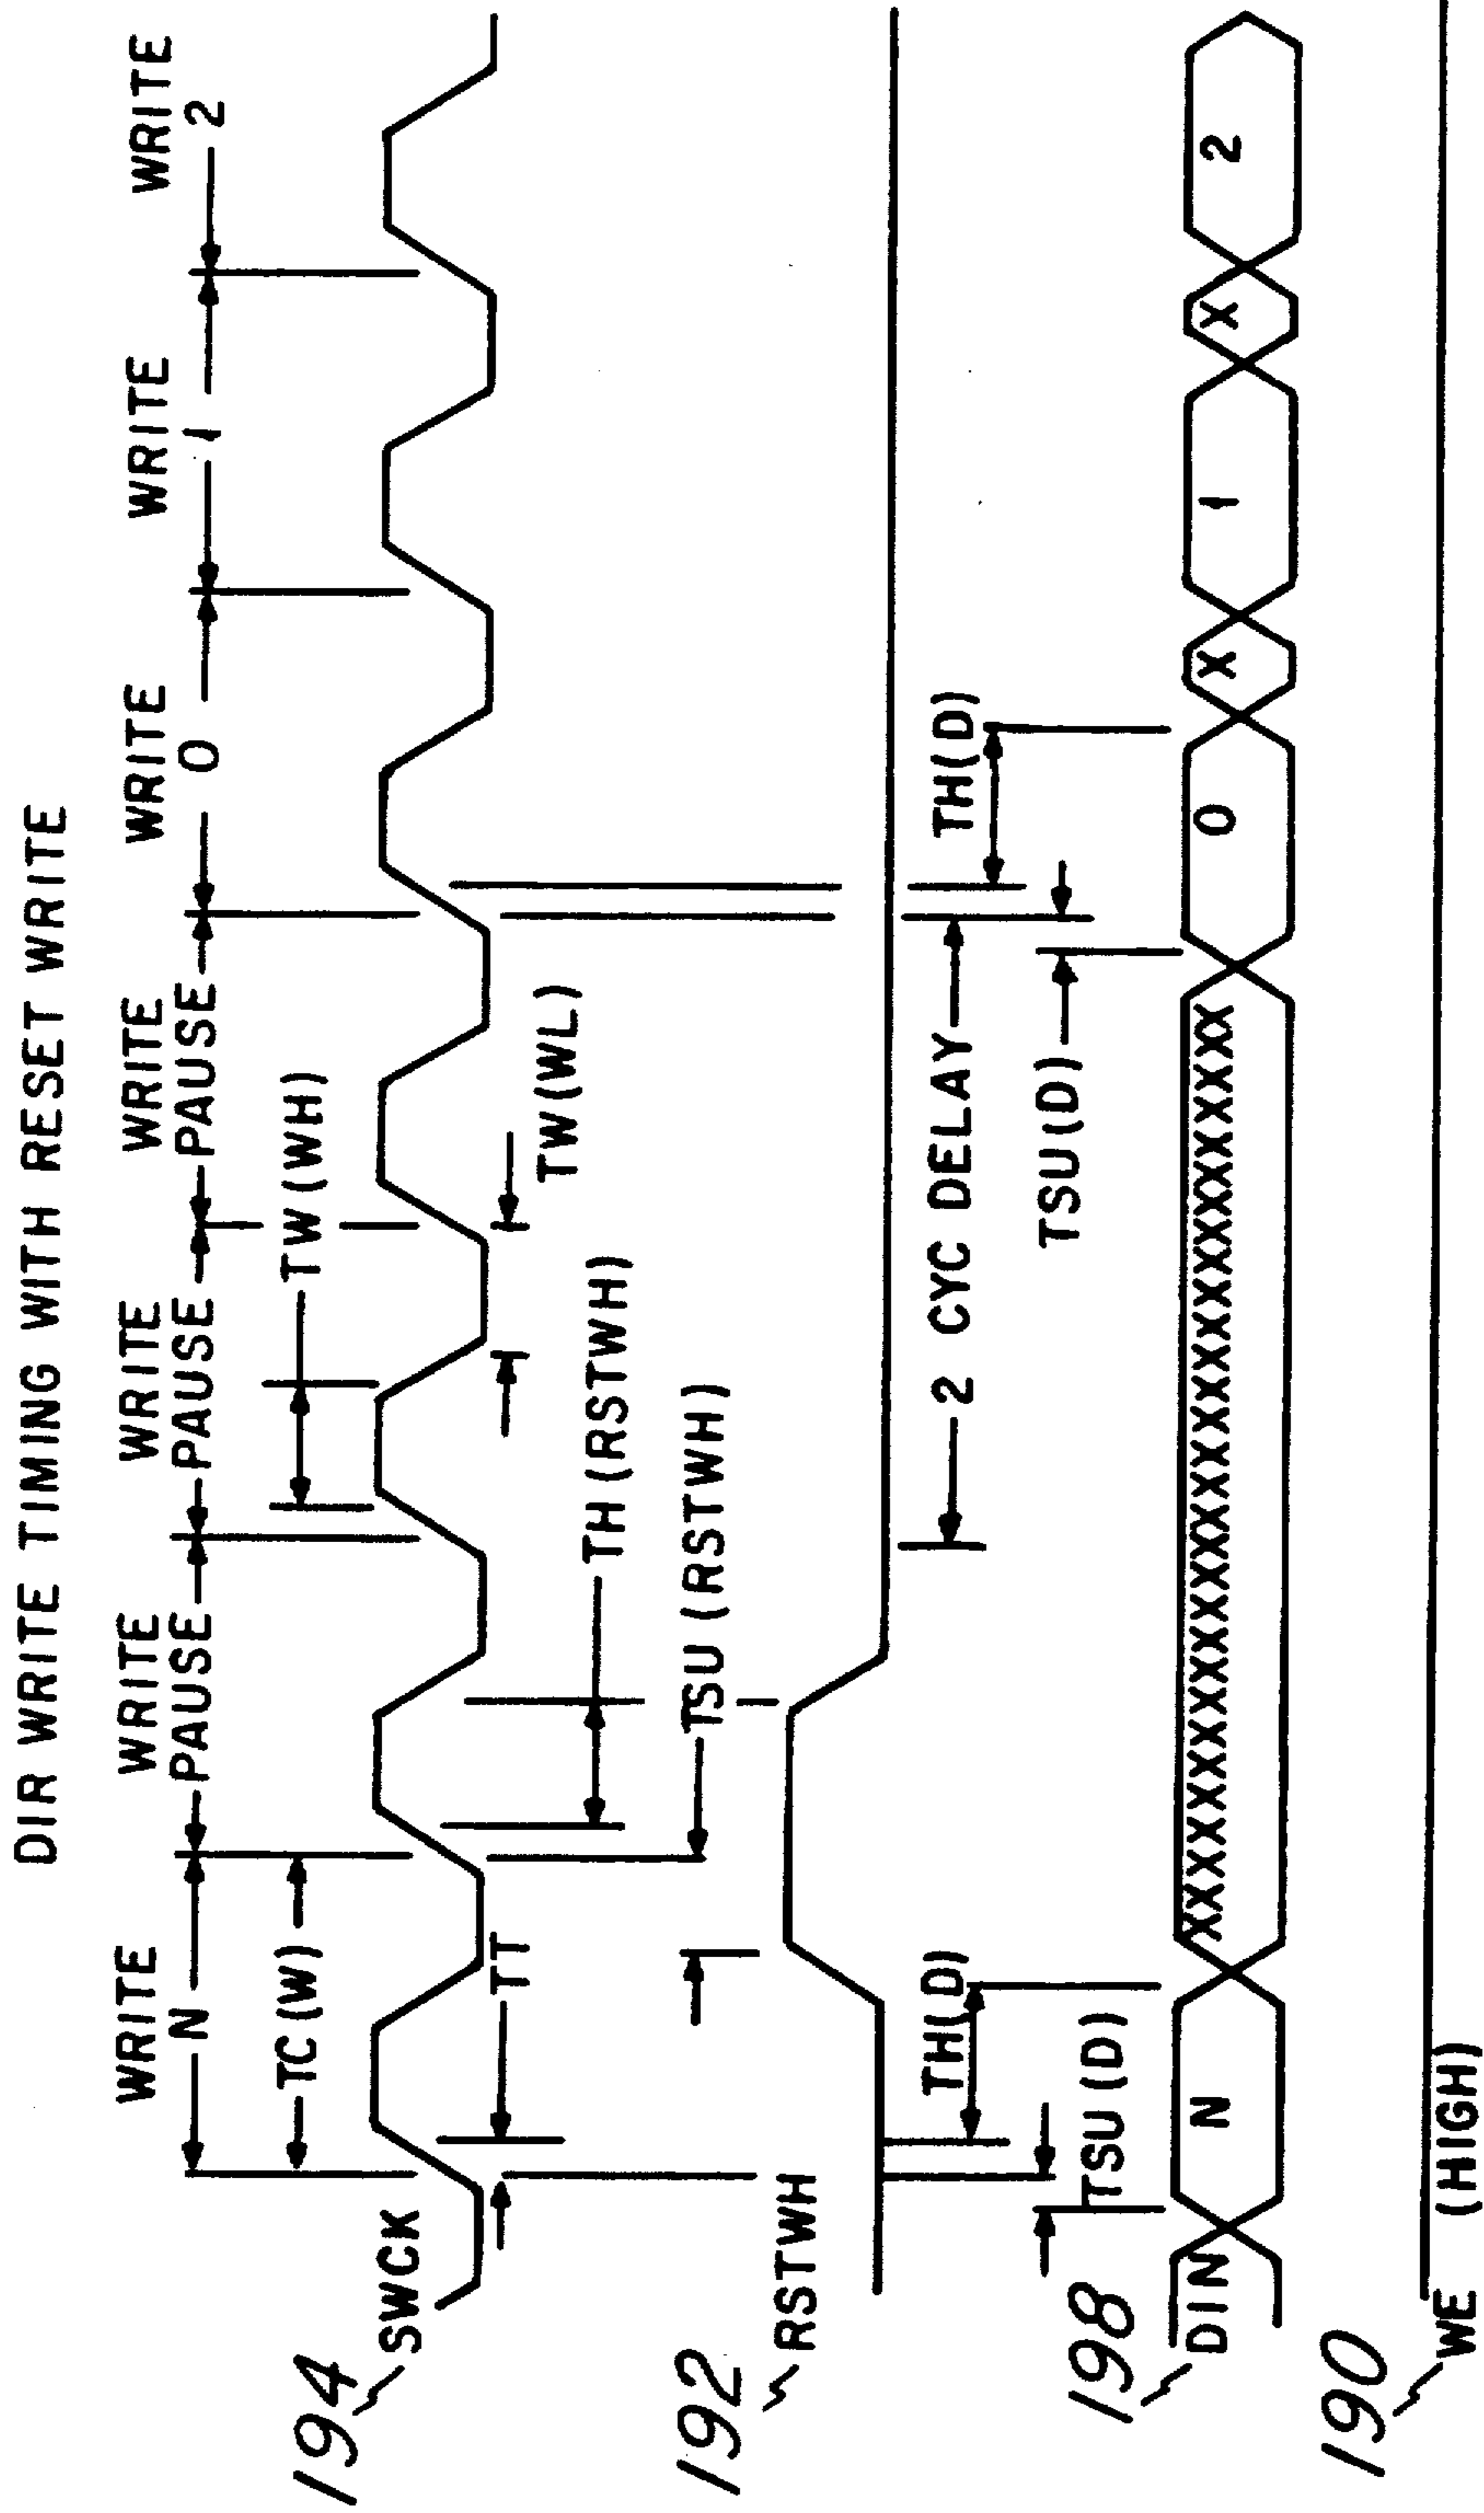 DIR WRITE TIMING WITH RESET WRITE
WRITE N
WRITE PAUSE
WRITE PAUSE
WRITE PAUSE
WRITE 0
WRITE 1
WRITE 2
TC(W)
TW(WH)
194
SWCK
TT
TW(WL)
TH(RSTWH)
TSU(RSTWH)
192
RSTWH
TH(D)
2 CYC DELAY
TH(D)
TSU(D)
TSU(D)
198
DIN
N
0
X
1
X
2
190
WE (HIGH)